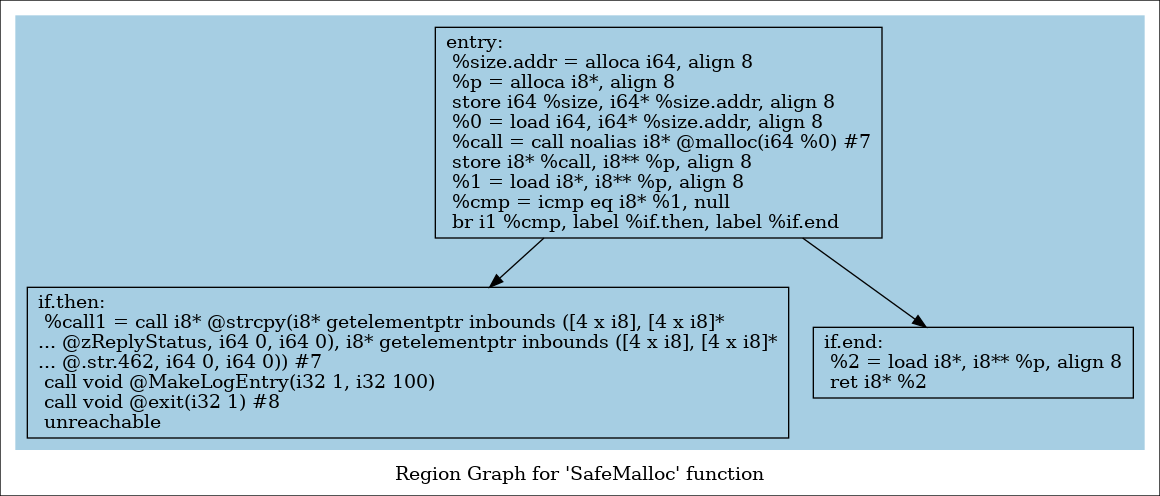 entry:
%size.addr = alloca i64, align 8
%p = alloca i8*, align 8
store i64 %size, i64* %size.addr, align 8
%0 = load i64, i64* %size.addr, align 8
%call = call noalias i8* @malloc(i64 %0) #7
store i8* %call, i8** %p, align 8
%1 = load i8*, i8** %p, align 8
%cmp = icmp eq i8* %1, null
br i1 %cmp, label %if.then, label %if.end
if.then:
%call1 = call i8* @strcpy(i8* getelementptr inbounds ([4 x i8], [4 x i8]*
... @zReplyStatus, i64 0, i64 0), i8* getelementptr inbounds ([4 x i8], [4 x i8]*
... @.str.462, i64 0, i64 0)) #7
call void @MakeLogEntry(i32 1, i32 100)
call void @exit(i32 1) #8
unreachable
if.end:
%2 = load i8*, i8** %p, align 8
ret i8* %2
Region Graph for 'SafeMalloc' function